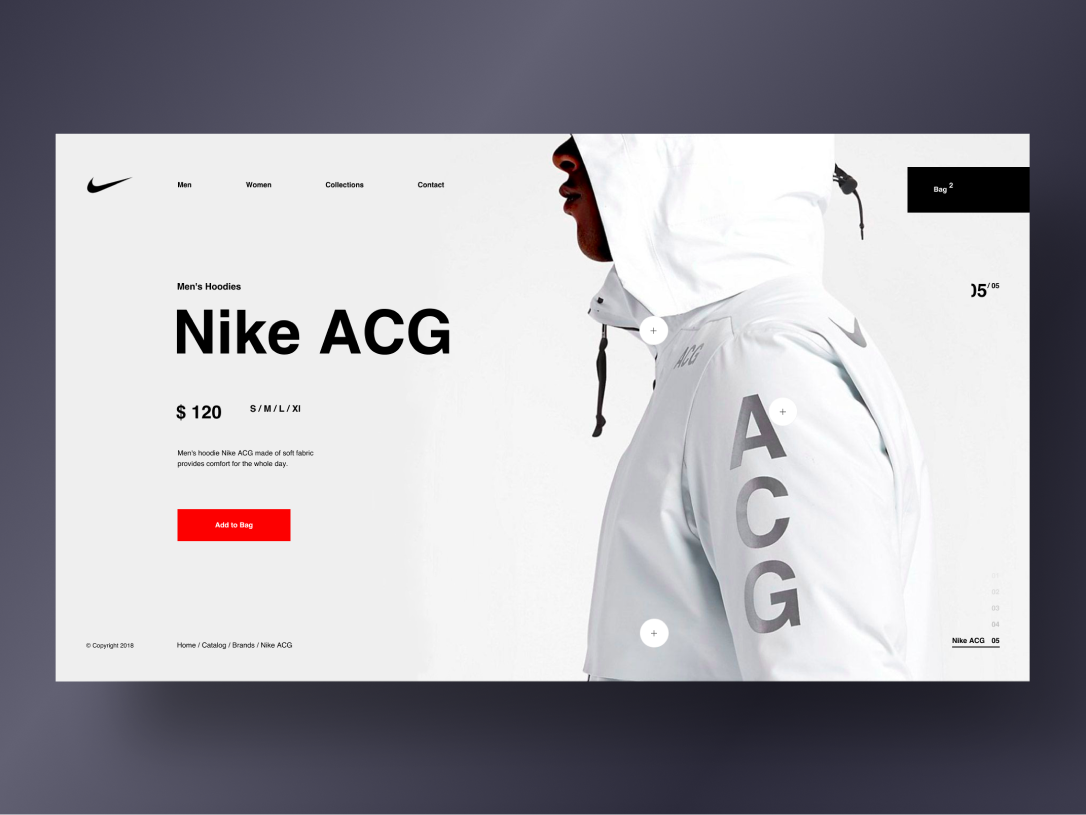 Men
Women
Collections
Contact
Bag 2
Men's Hoodies
05/05
Nike ACG
ACG
$ 120
S / M / L / Xl
A
C
G
Men's hoodie Nike ACG made of soft fabric
provides comfort for the whole day.
Add to Bag
01
02
03
04
Nike ACG 05
© Copyright 2018
Home / Catalog / Brands / Nike ACG